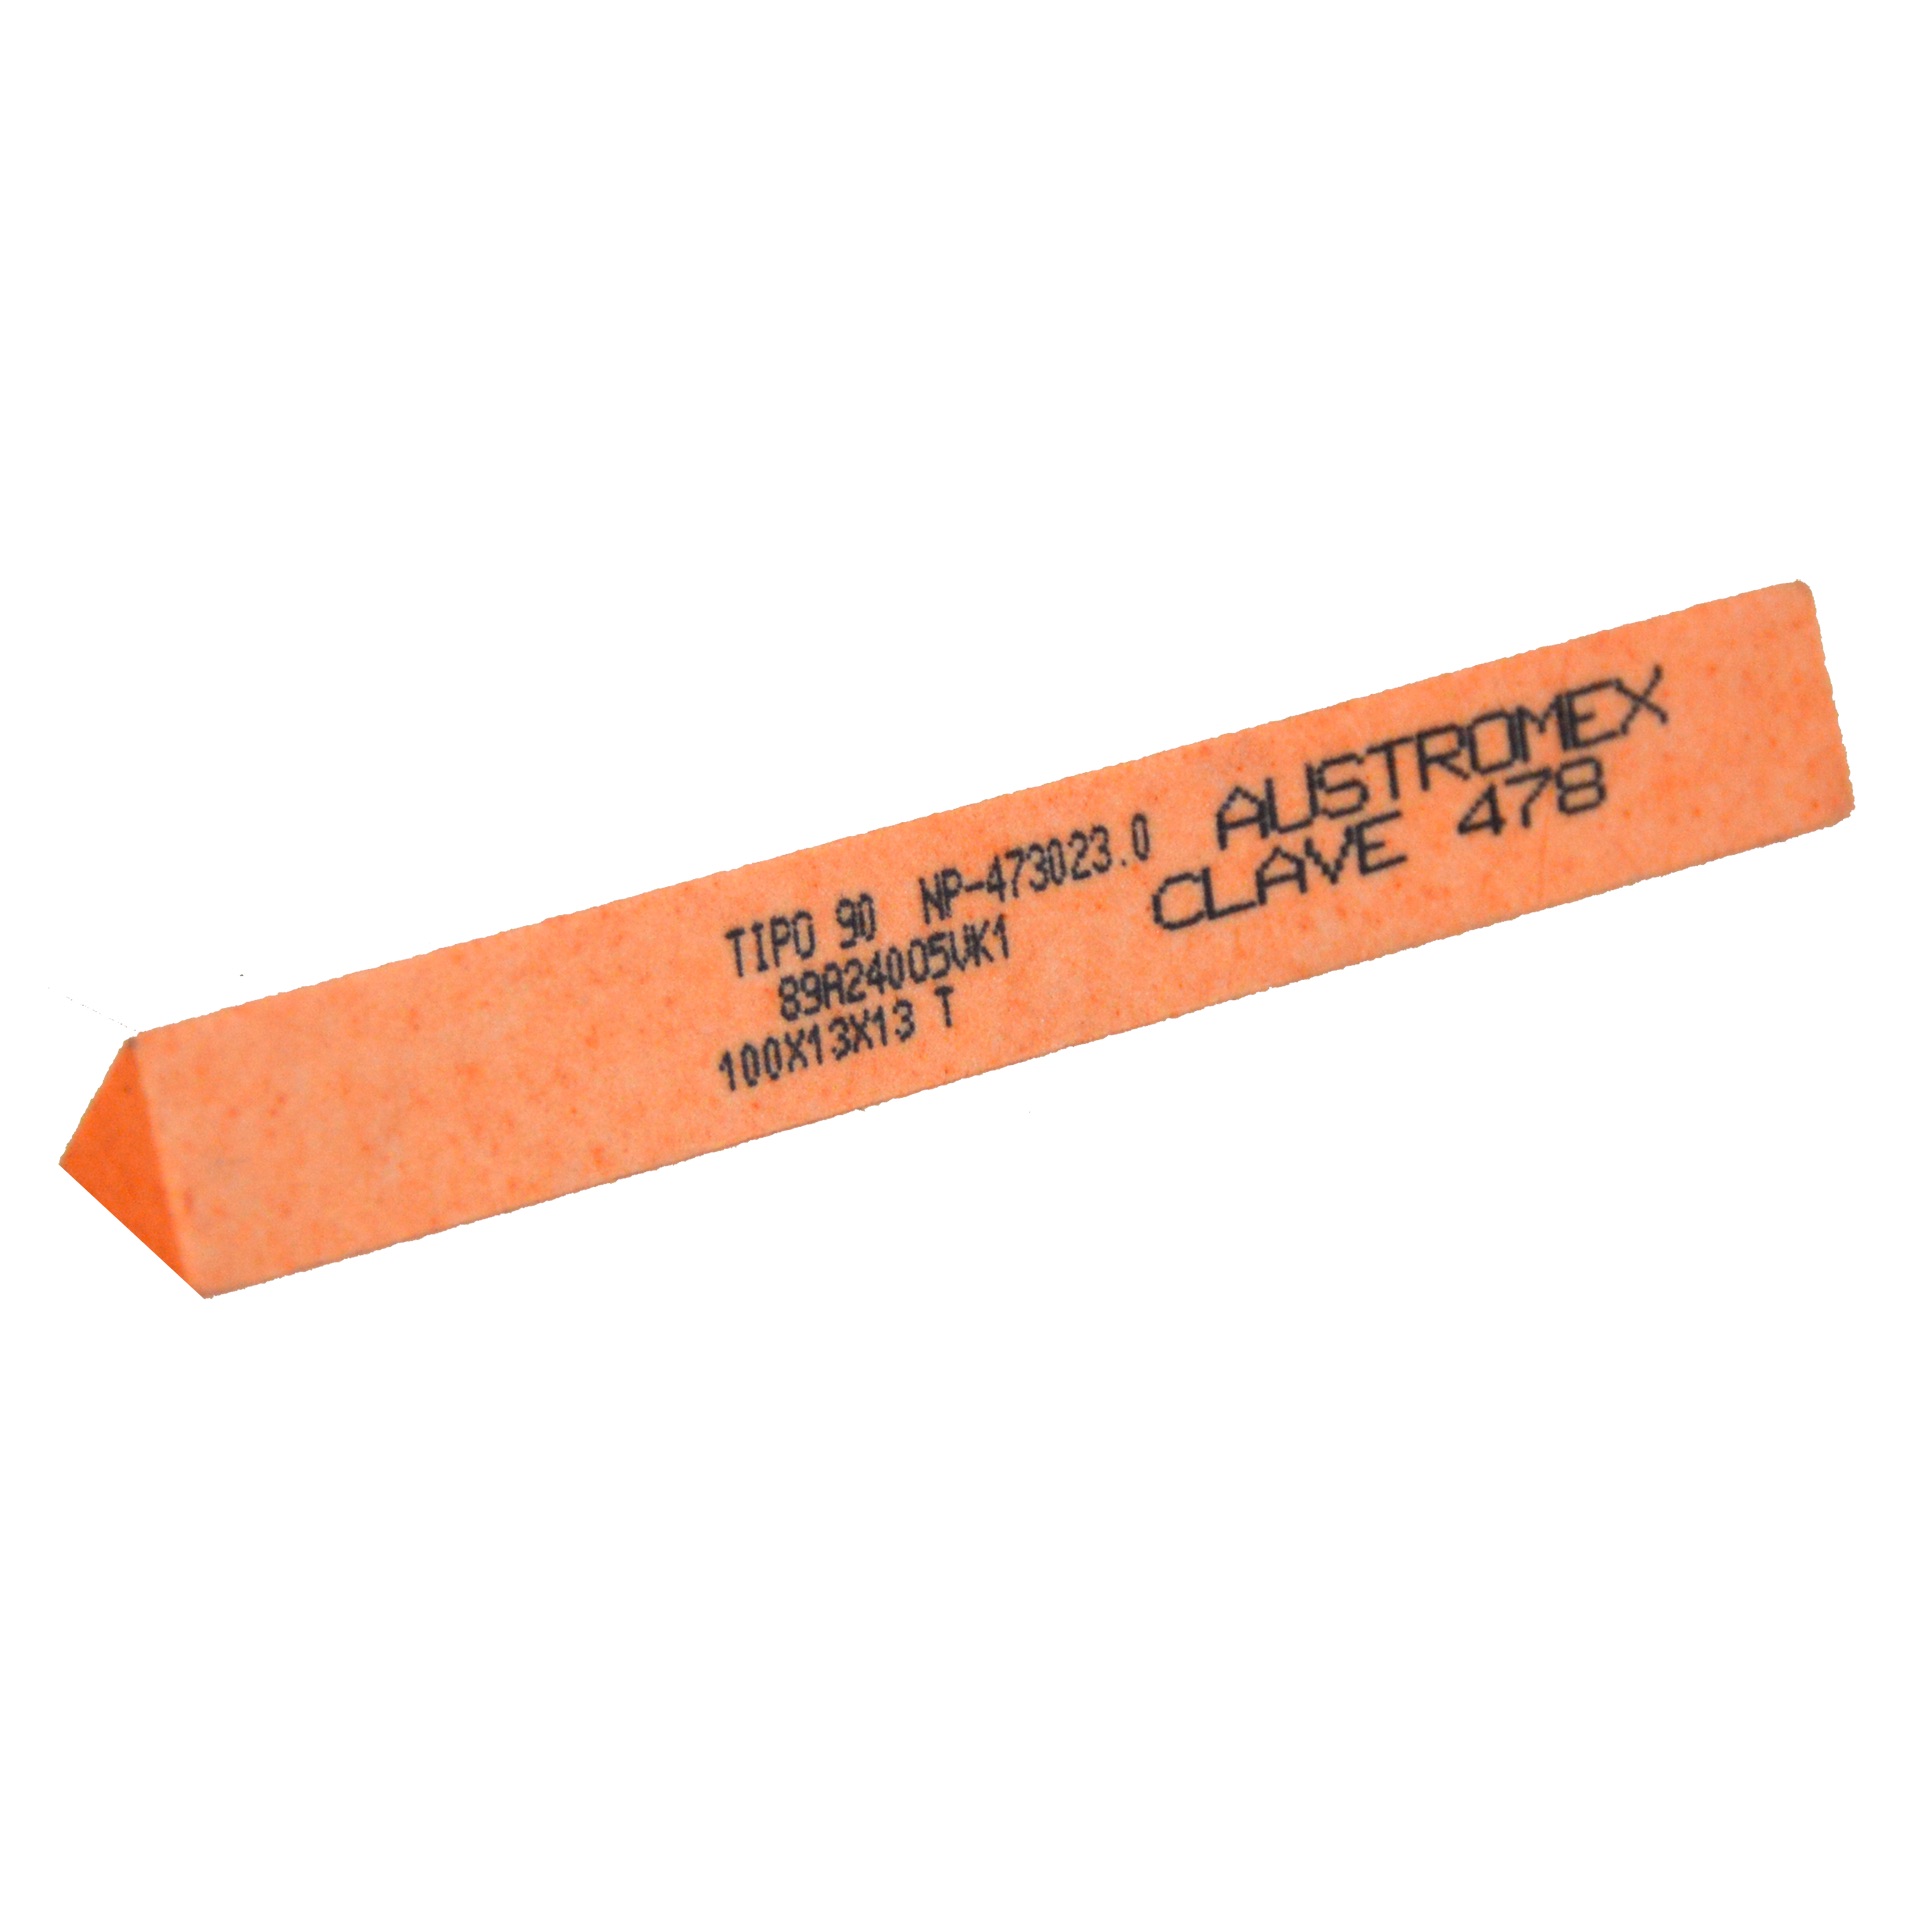 TIPO 90 NP-473023.0
89A24005VK1
100X13X13 T
AUSTROMEX
CLAVE 478